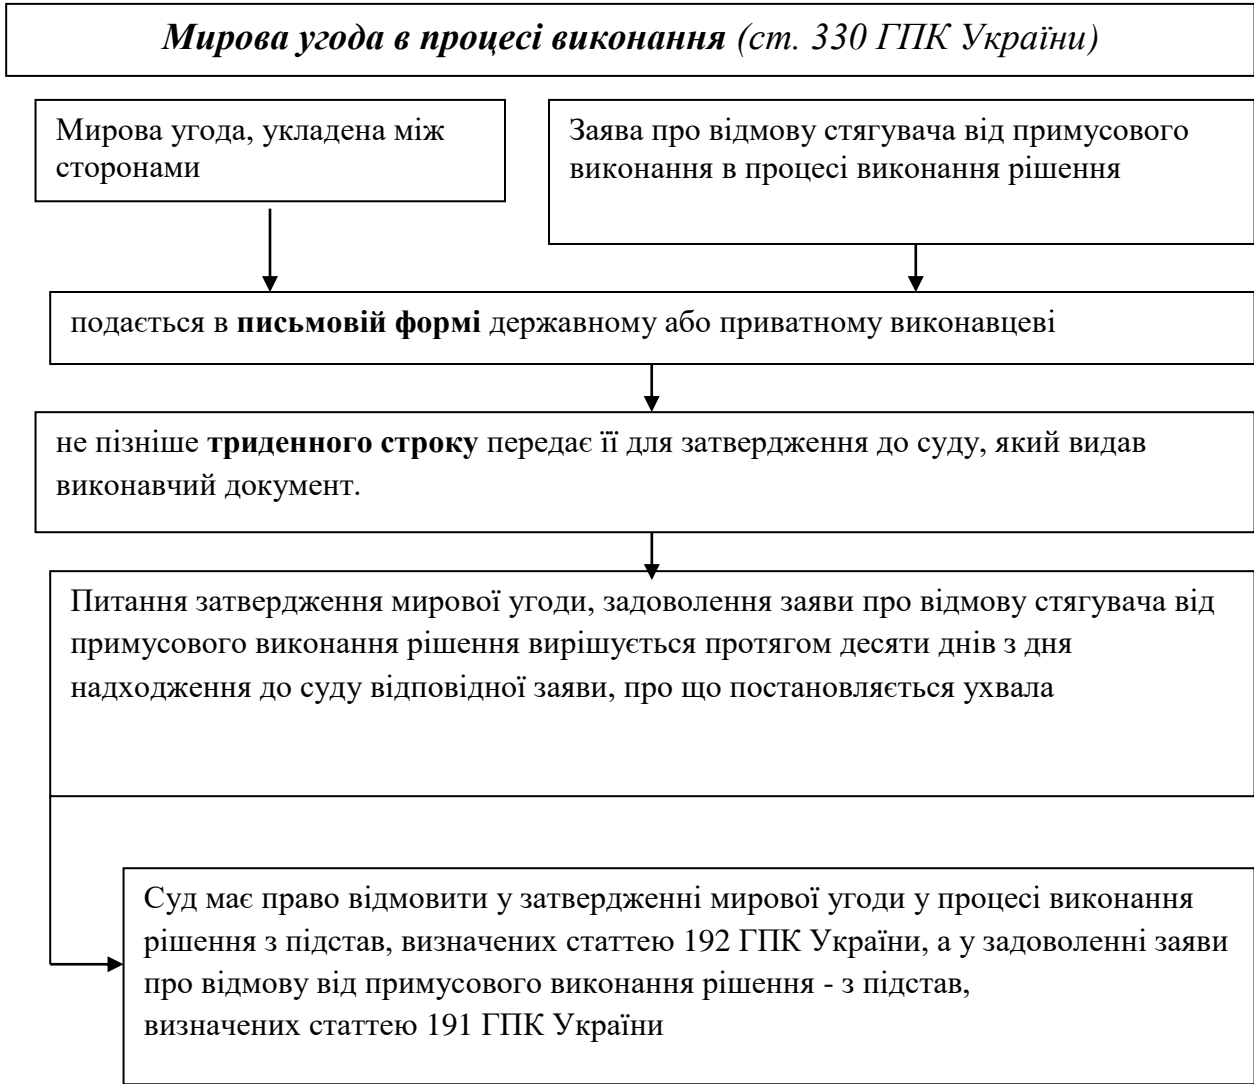 Мирова угода в процесі виконання (ст. 330 ГПК України)
Мирова угода, укладена між
сторонами
Заява про відмову стягувача від примусового
виконання в процесі виконання рішення
подається в письмовій формі державному або приватному виконавцеві
не пізніше триденного строку передає її для затвердження до суду, який видав
виконавчий документ.
Питання затвердження мирової угоди, задоволення заяви про відмову стягувача від
примусового виконання рішення вирішується протягом десяти днів з дня
надходження до суду відповідної заяви, про що постановляється ухвала
Суд має право відмовити у затвердженні мирової угоди у процесі виконання
рішення з підстав, визначених статтею 192 ГПК України, а у задоволенні заяви
про відмову від примусового виконання рішення - з підстав,
визначених статтею 191 ГПК України